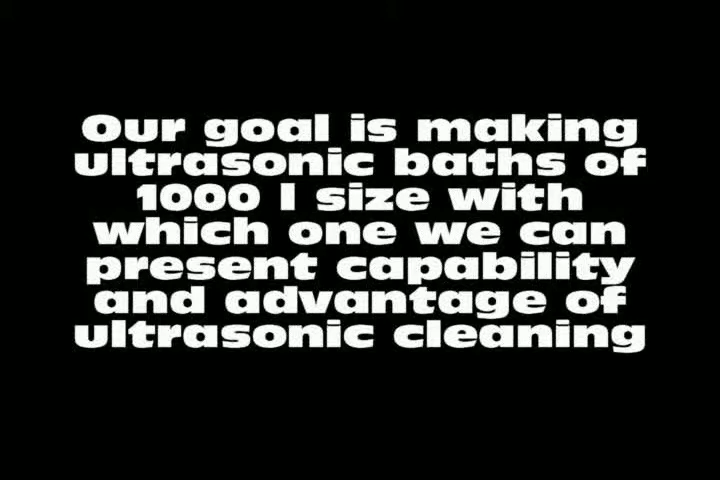 Our goal is making
ultrasonic baths of
1000 l size with
which one we can
present capability
and advantage of
ultrasonic cleaning